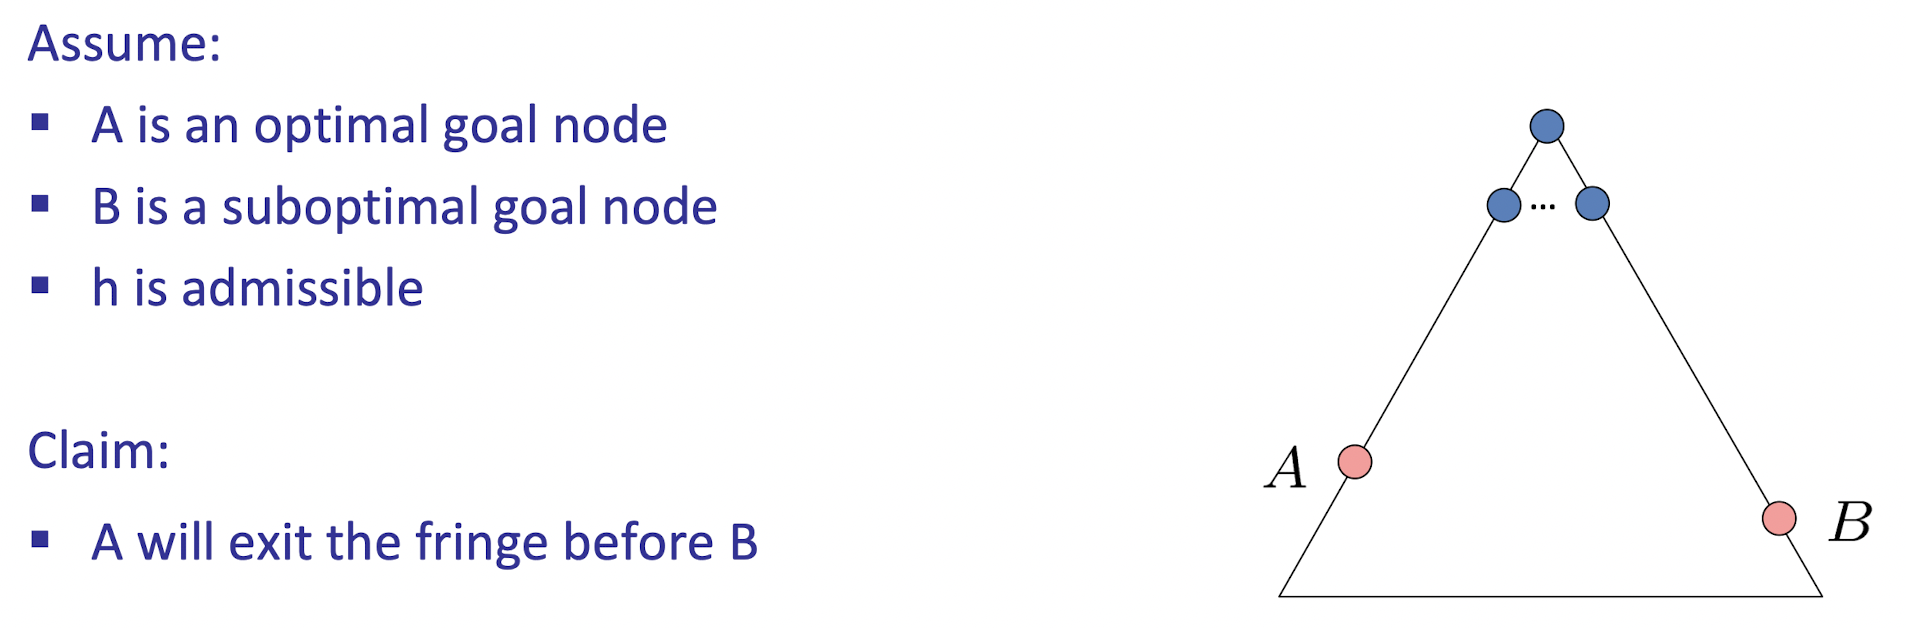 Assume:
▪ A is an optimal goal node
▪ B is a suboptimal goal node
▪ h is admissible
Claim:
▪ A will exit the fringe before B
...
A
B